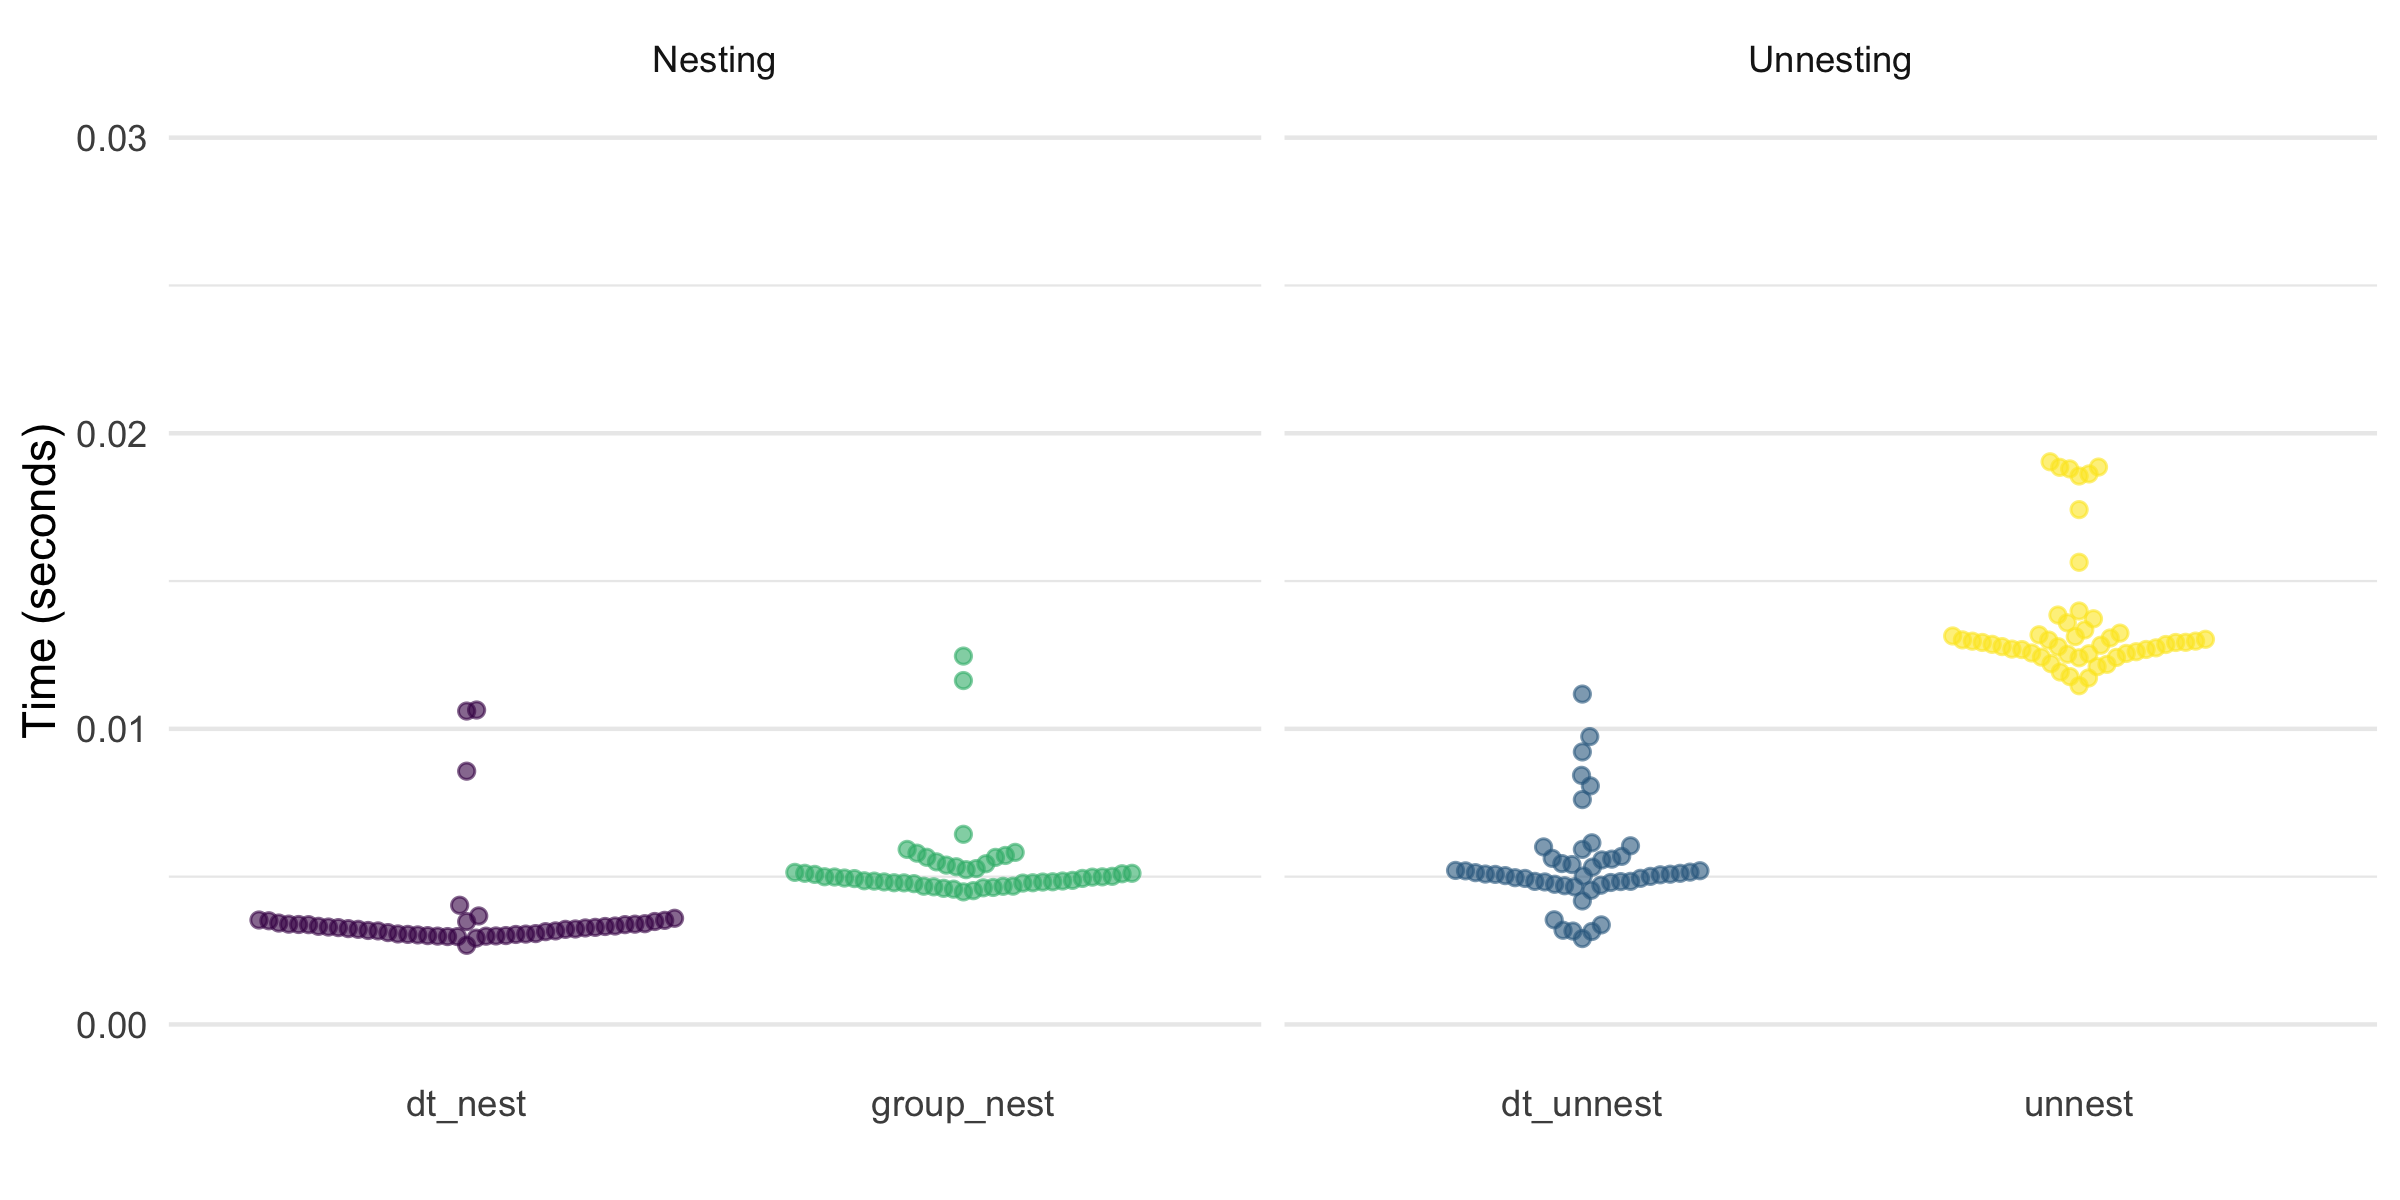 Nesting
Unnesting
Time (seconds)
0.03
0.02
0.01
0.00
dt_nest
group_nest
dt_unnest
unnest